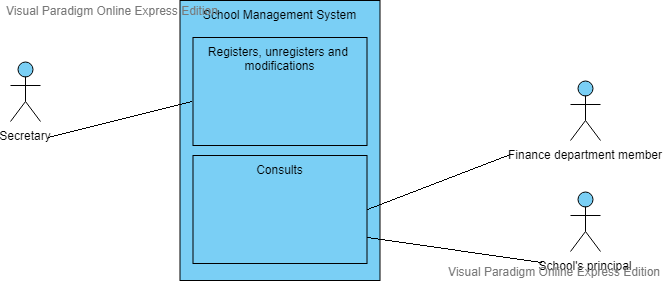 Visual Paradigm Online Express Edition
School Management System
Registers, unregisters and
modifications
Secretary
Consults
Finance department member
School's principal
Visual Paradigm Online Express Edition